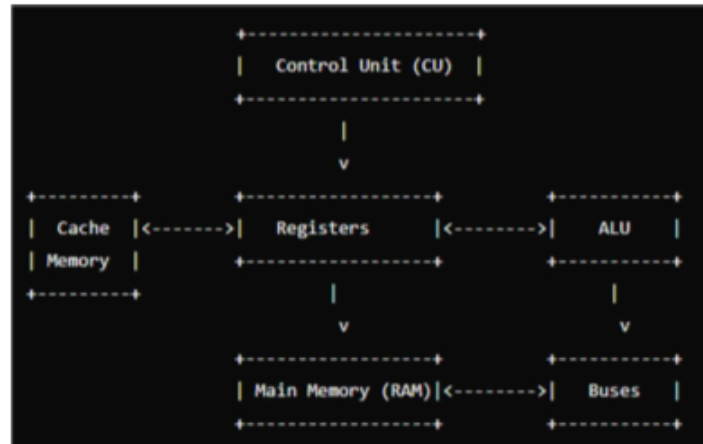 Control Unit (CU)
Cache Registers ALU
Memory
Main Memory (RAM) Buses